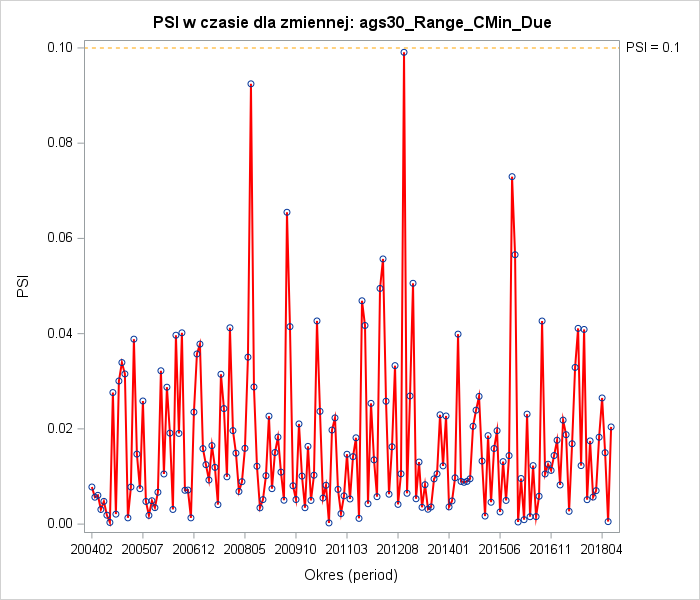 PSI w czasie dla zmiennej: ags30_Range_CMin_Due
0.10
PSI = 0.1
0.08
0.06
PSI
0.04
0.02
0.00
200402 200507 200612 200805 200910 201103 201208 201401 201506 201611 201804
Okres (period)